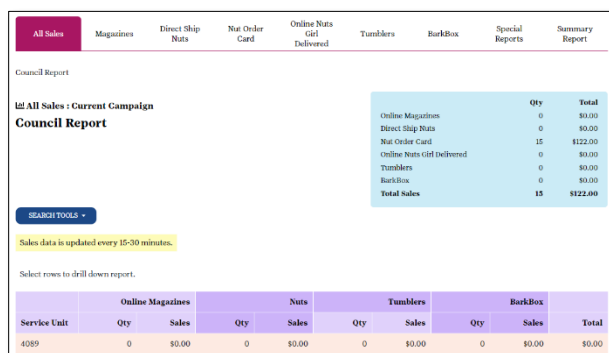 All Sales
Magazines
Direct Ship
Nuts
Nut Order
Card
Online Nuts
Girl
Delivered
Tumblers
BarkBox
Special
Reports
Summary
Report
Council Report
All Sales : Current Campaign
Council Report
Qty Total
Online Magazines 0 $0.00
Direct Ship Nuts 0 $0.00
Nut Order Card 15 $122.00
Online Nuts Girl Delivered 0 $0.00
Tumblers 0 $0.00
BarkBox 0 $0.00
Total Sales 15 $122.00
SEARCH TOOLS
Sales data is updated every 15-30 minutes.
Select rows to drill down report.
Online Magazines Nuts Tumblers BarkBox
Service Unit Qty Sales Qty Sales Qty Sales Qty Sales Total
4089 0 $0.00 0 $0.00 0 $0.00 0 $0.00 $0.00